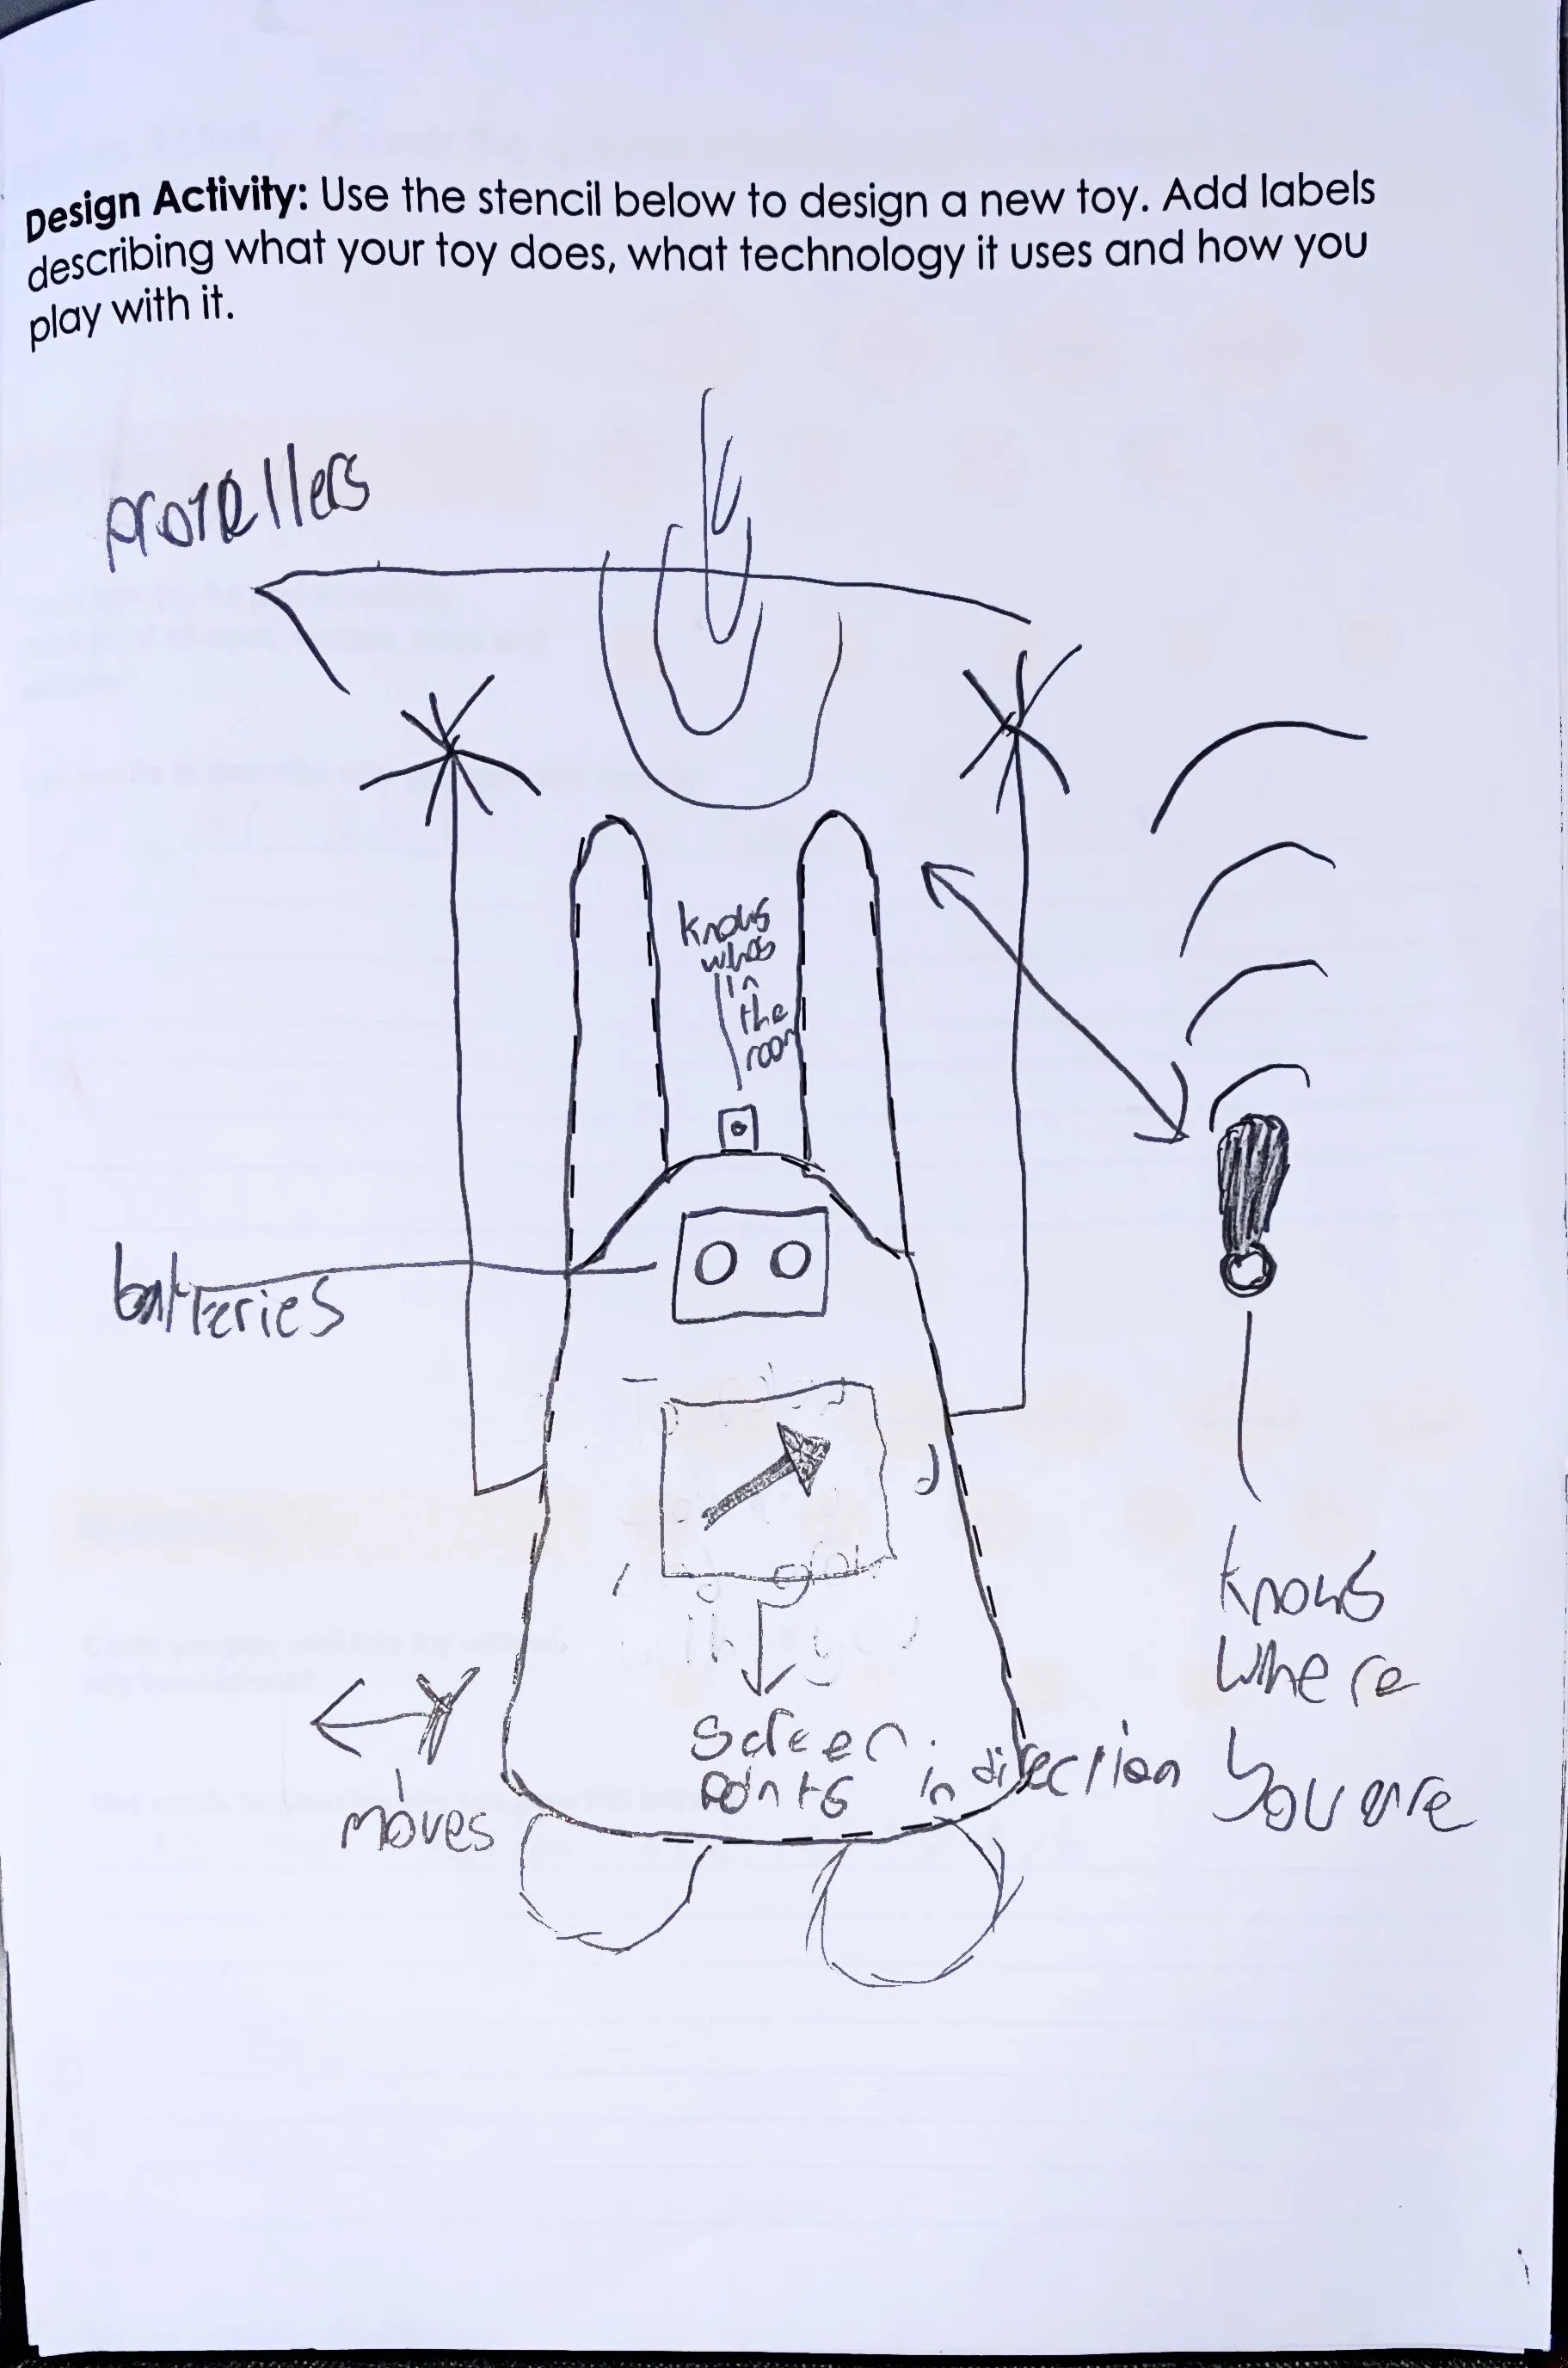 Design Activity: Use the stencil below to design a new toy. Add labels
describing what your toy does, what technology it uses and how you
play with it.
propellers
knows
whos
in
the
room
batteries
knows
where
you are
screen
points in direction
moves